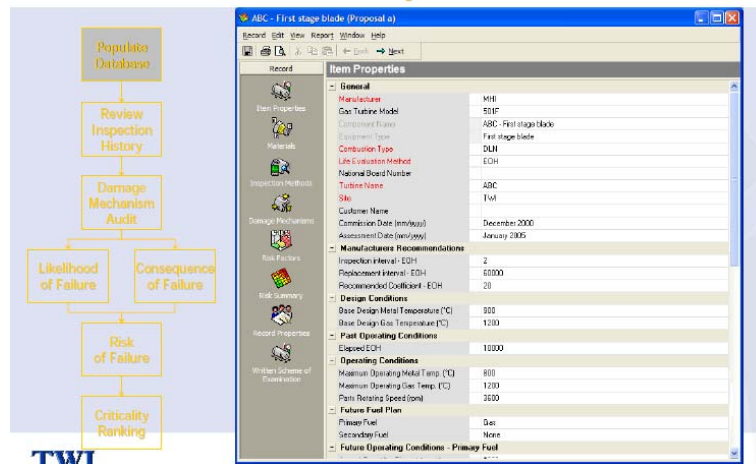 Populate
Database
Review
Inspection
History
Damage
Mechanism
Audit
Likelihood
of Failure
Consequence
of Failure
Risk
of Failure
Criticality
Ranking
TWI
ABC - First stage blade (Proposal a)
Record Edit View Report Window Help
Back Next
Record
Item Properties
Materials
Inspection Methods
Damage Mechanisms
Risk Factors
Risk Summary
Record Properties
Written Scheme of
Examination
Item Properties
General
Manufacturer MHI
Gas Turbine Model 501F
Component Name ABC - First stage blade
Equipment Type First stage blade
Combustion Type DLN
Life Evaluation Method EOH
National Board Number
Turbine Name ABC
Site TWI
Customer Name
Commission Date (mm/yyyy) December 2000
Assessment Date (mm/yyyy) January 2005
Manufacturers Recommendations
Inspection interval - EOH 2
Replacement interval - EOH 60000
Recommended Coefficient - EOH 20
Design Conditions
Base Design Metal Temperature (°C) 900
Base Design Gas Temperature (°C) 1200
Past Operating Conditions
Elapsed EOH 10000
Operating Conditions
Maximum Operating Metal Temp. (°C) 800
Maximum Operating Gas Temp. (°C) 1200
Parts Rotating Speed (rpm) 3600
Future Fuel Plan
Primary Fuel Gas
Secondary Fuel None
Future Operating Conditions - Primary Fuel